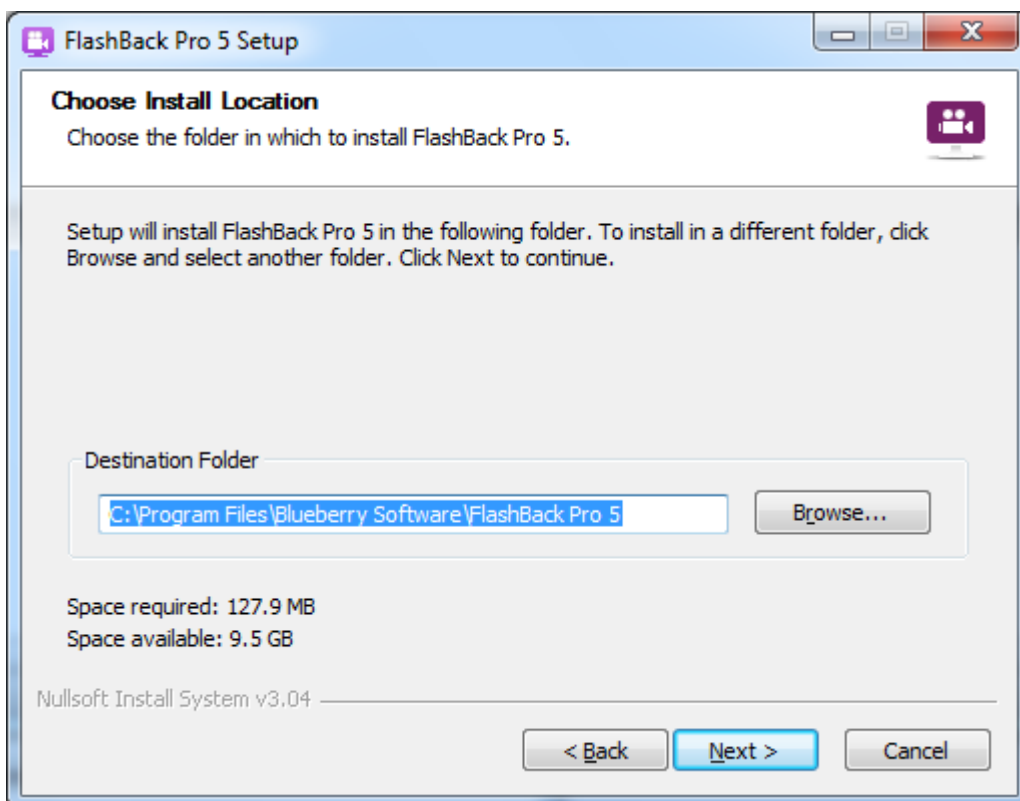 FlashBack Pro 5 Setup
Choose Install Location
Choose the folder in which to install FlashBack Pro 5.
Setup will install FlashBack Pro 5 in the following folder. To install in a different folder, click
Browse and select another folder. Click Next to continue.
Destination Folder
C:\Program Files\Blueberry Software\FlashBack Pro 5
Browse...
Space required: 127.9 MB
Space available: 9.5 GB
Nullsoft Install System v3.04
< Back
Next >
Cancel